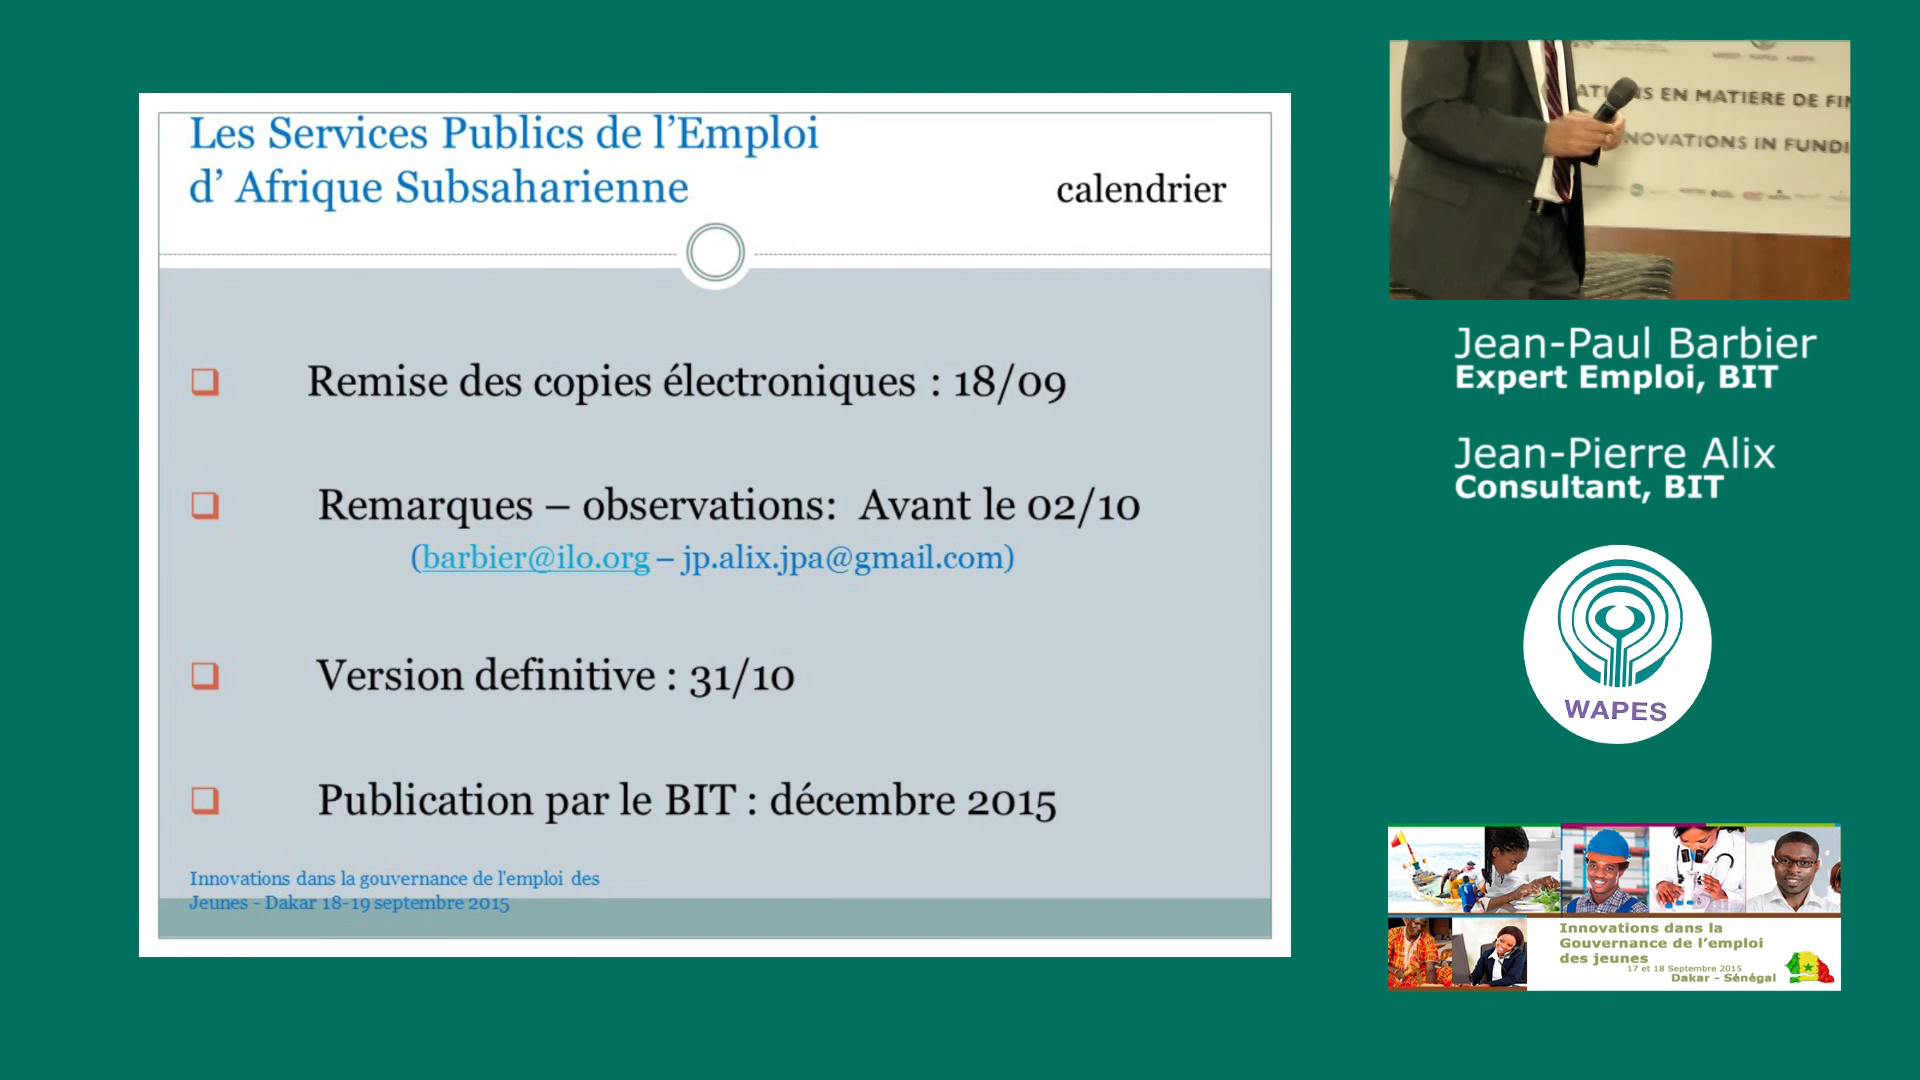 Les Services Publics de l’Emploi
d’ Afrique Subsaharienne
calendrier
Remise des copies électroniques : 18/09
Remarques – observations:  Avant le 02/10
(barbier@ilo.org – jp.alix.jpa@gmail.com)
Version definitive : 31/10
Publication par le BIT : décembre 2015
Innovations dans la gouvernance de l'emploi des
Jeunes - Dakar 18-19 septembre 2015
EN MATIERE DE
IN
Jean-Paul Barbier
Expert Emploi, BIT
Jean-Pierre Alix
Consultant, BIT
WAPES
Innovations dans la
Gouvernance de l’emploi
des jeunes
17 et 18 Septembre 2015
Dakar - Sénégal